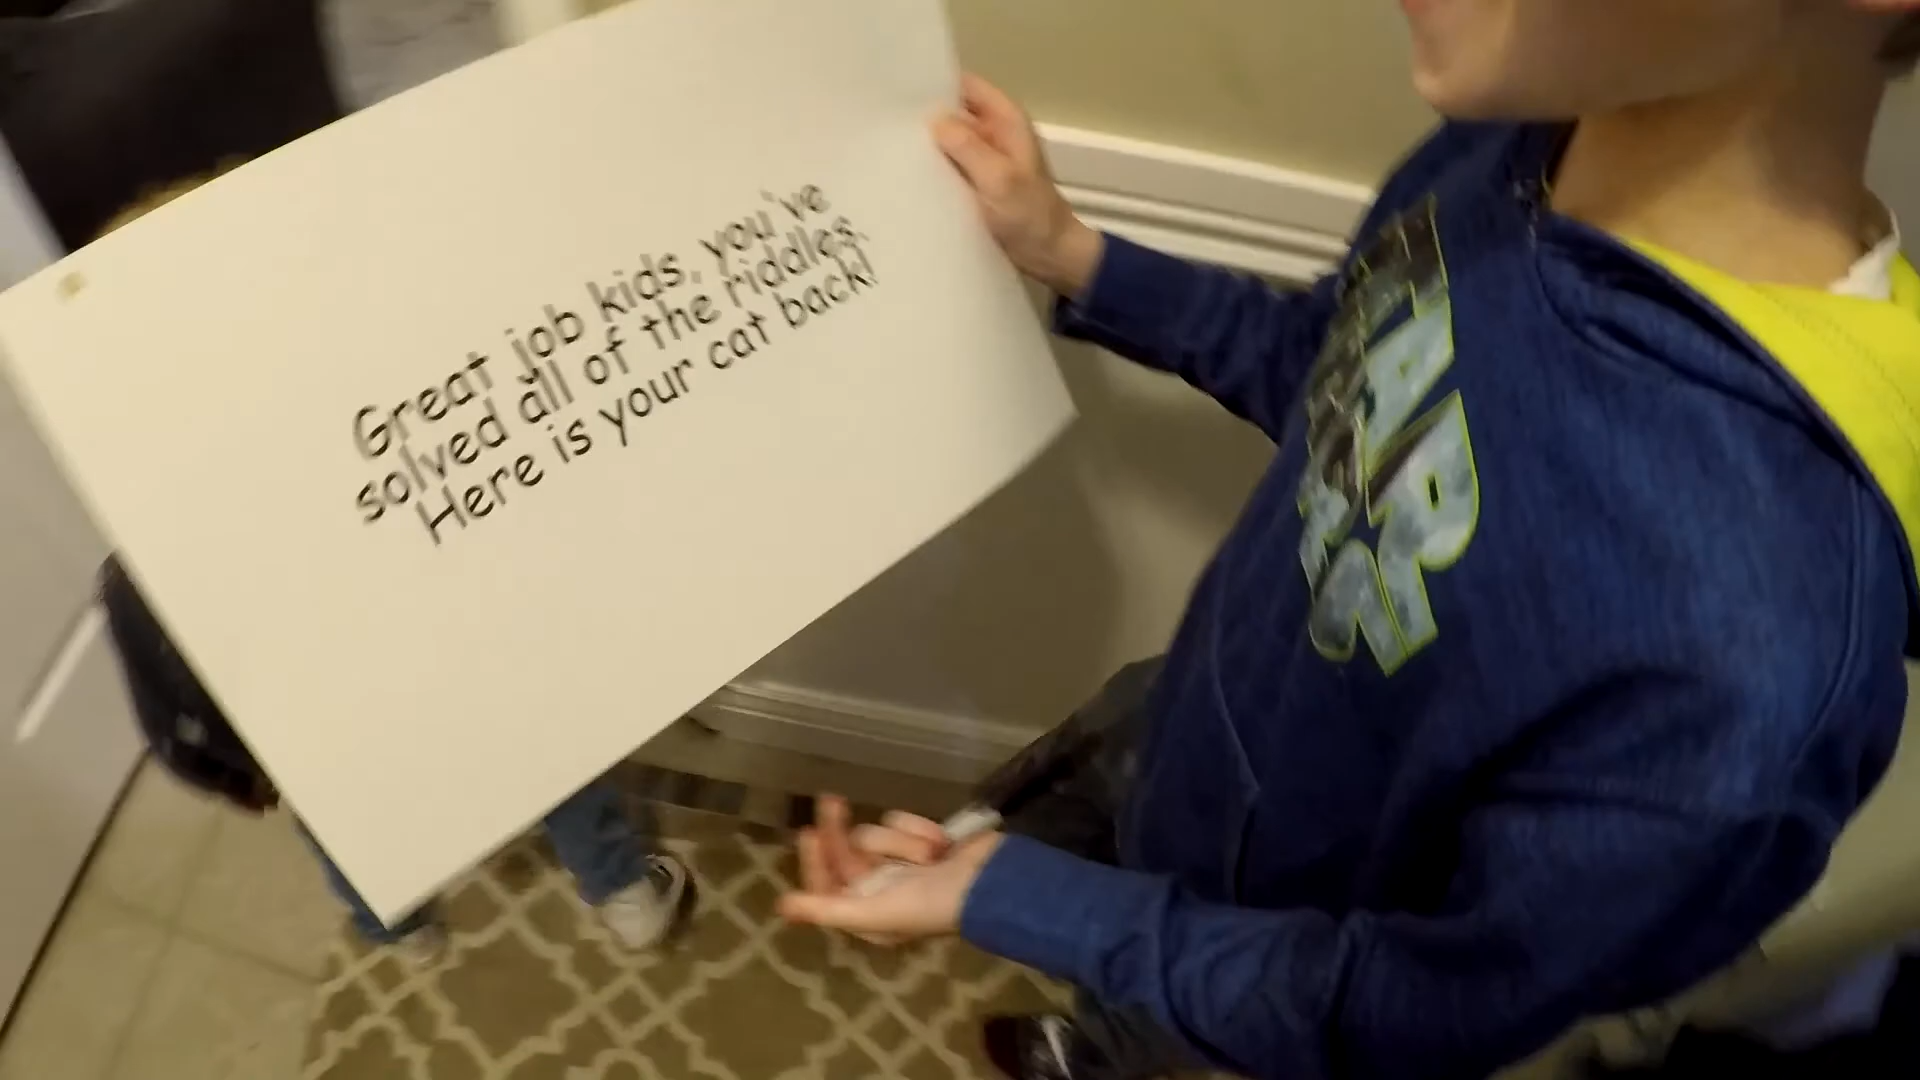 Great job kids, you've
solved all of the riddles.
Here is your cat back!